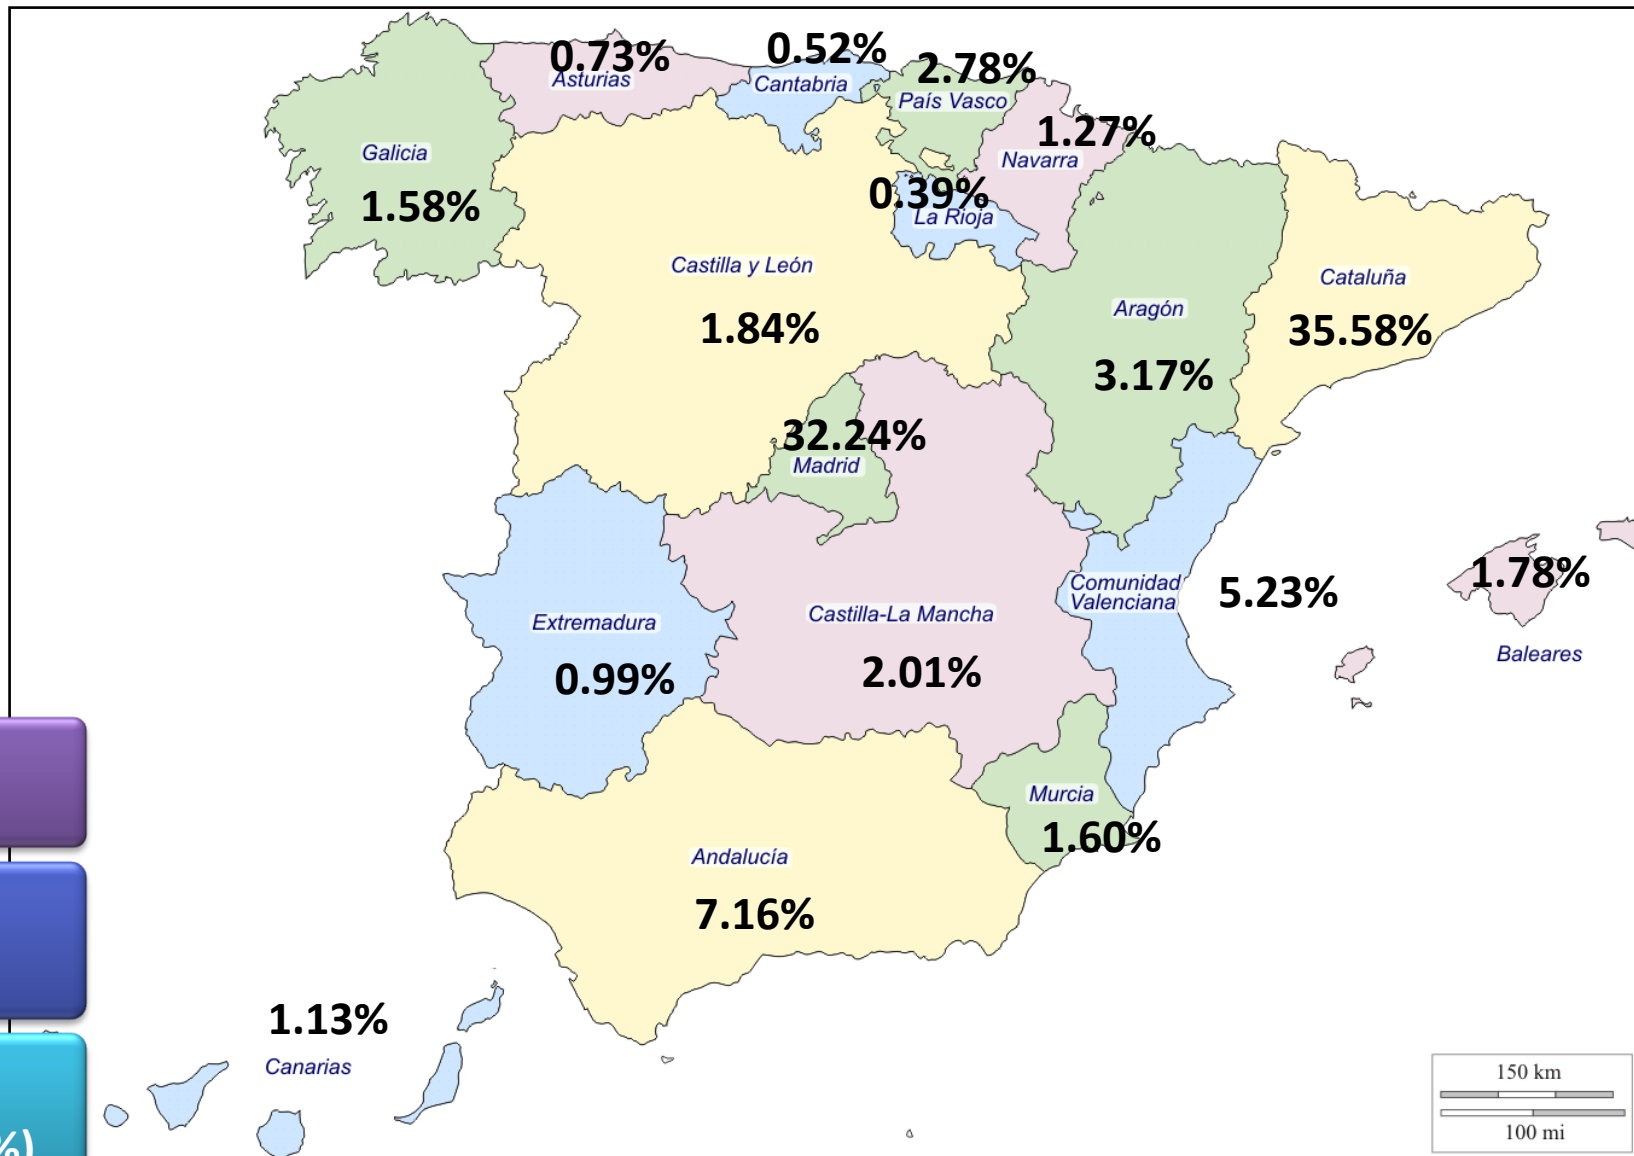 0.73%
Asturias
0.52%
Cantabria
2.78%
País Vasco
1.27%
Navarra
Galicia
1.58%
0.39%
La Rioja
Castilla y León
1.84%
Aragón
3.17%
Cataluña
35.58%
32.24%
Madrid
Extremadura
0.99%
Castilla-La Mancha
2.01%
Comunidad
Valenciana
5.23%
1.78%
Baleares
Murcia
1.60%
Andalucía
7.16%
1.13%
Canarias
%)
150 km
100 mi